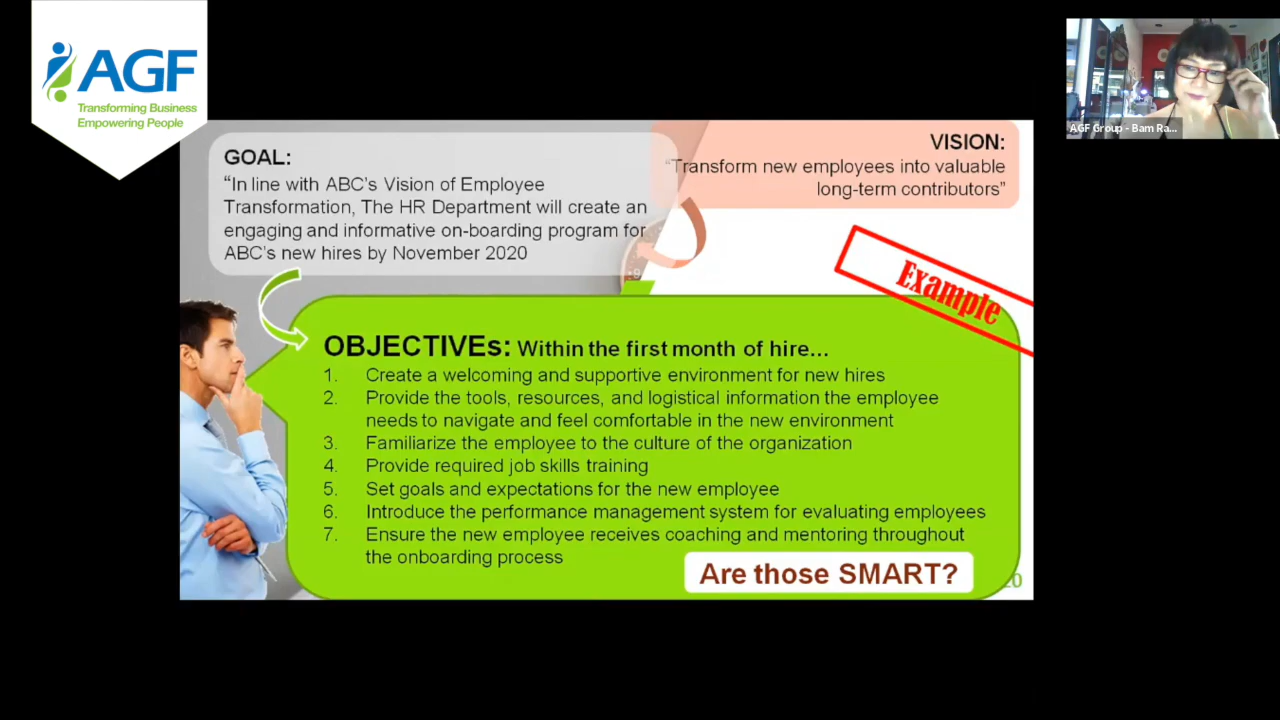 AGF
Transforming Business
Empowering People
AGF Group - Bam Ra...
GOAL:
“In line with ABC’s Vision of Employee
Transformation, The HR Department will create an
engaging and informative on-boarding program for
ABC’s new hires by November 2020
VISION:
“Transform new employees into valuable
long-term contributors”
Example
OBJECTIVEs: Within the first month of hire...
1. Create a welcoming and supportive environment for new hires
2. Provide the tools, resources, and logistical information the employee
needs to navigate and feel comfortable in the new environment
3. Familiarize the employee to the culture of the organization
4. Provide required job skills training
5. Set goals and expectations for the new employee
6. Introduce the performance management system for evaluating employees
7. Ensure the new employee receives coaching and mentoring throughout
the onboarding process
Are those SMART?